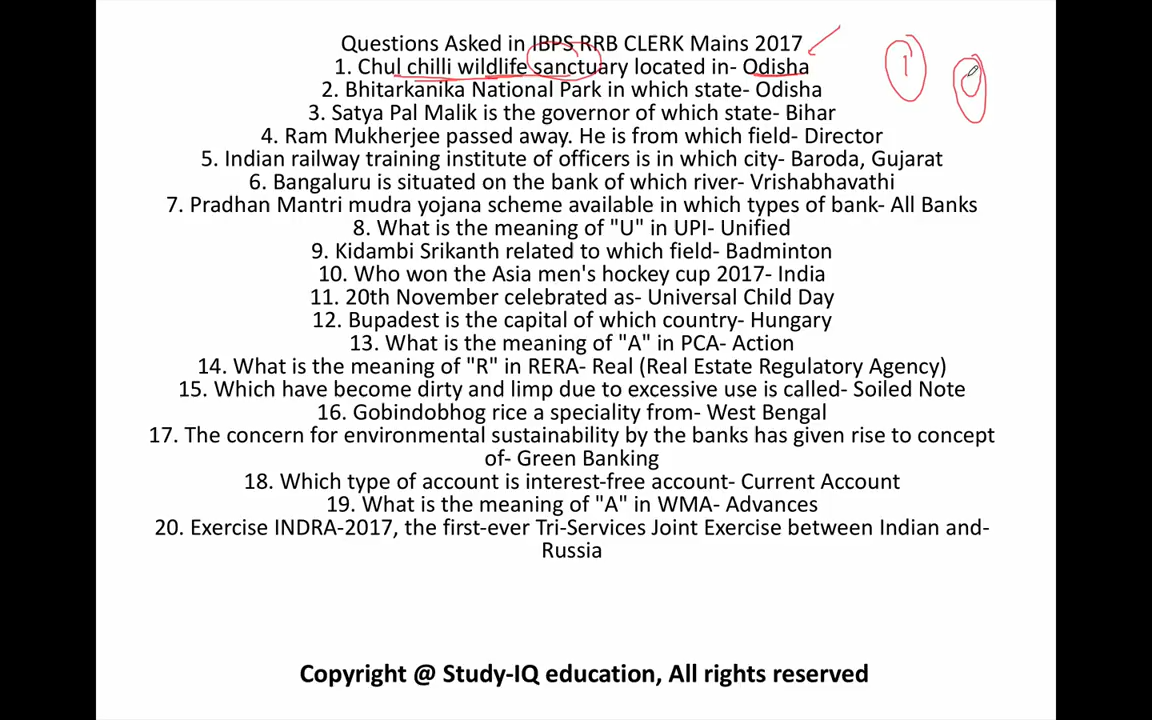 Questions Asked in IBPS RRB CLERK Mains 2017
1. Chul chilli wildlife sanctuary located in- Odisha
2. Bhitarkanika National Park in which state- Odisha
3. Satya Pal Malik is the governor of which state- Bihar
4. Ram Mukherjee passed away. He is from which field- Director
5. Indian railway training institute of officers is in which city- Baroda, Gujarat
6. Bangaluru is situated on the bank of which river- Vrishabhavathi
7. Pradhan Mantri mudra yojana scheme available in which types of bank- All Banks
8. What is the meaning of "U" in UPI- Unified
9. Kidambi Srikanth related to which field- Badminton
10. Who won the Asia men's hockey cup 2017- India
11. 20th November celebrated as- Universal Child Day
12. Bupadest is the capital of which country- Hungary
13. What is the meaning of "A" in PCA- Action
14. What is the meaning of "R" in RERA- Real (Real Estate Regulatory Agency)
15. Which have become dirty and limp due to excessive use is called- Soiled Note
16. Gobindobhog rice a speciality from- West Bengal
17. The concern for environmental sustainability by the banks has given rise to concept
of- Green Banking
18. Which type of account is interest-free account- Current Account
19. What is the meaning of "A" in WMA- Advances
20. Exercise INDRA-2017, the first-ever Tri-Services Joint Exercise between Indian and-
Russia
Copyright @ Study-IQ education, All rights reserved